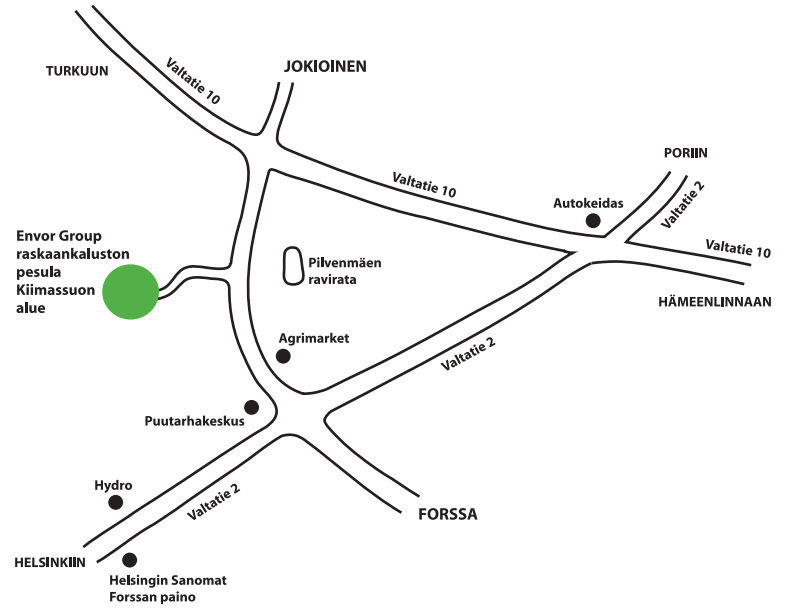 TURKUUN
Valtatie 10
JOKIOINEN
Valtatie 10
PORIIN
Valtatie 2
Autokeidas
Valtatie 10
HÄMEENLINNAAN
Envor Group
raskaankaluston
pesula
Kiimassuon
alue
Pilvenmäen
ravirata
Agrimarket
Valtatie 2
Puutarhakeskus
Hydro
Valtatie 2
FORSSA
HELSINKIIN
Helsingin Sanomat
Forssan paino